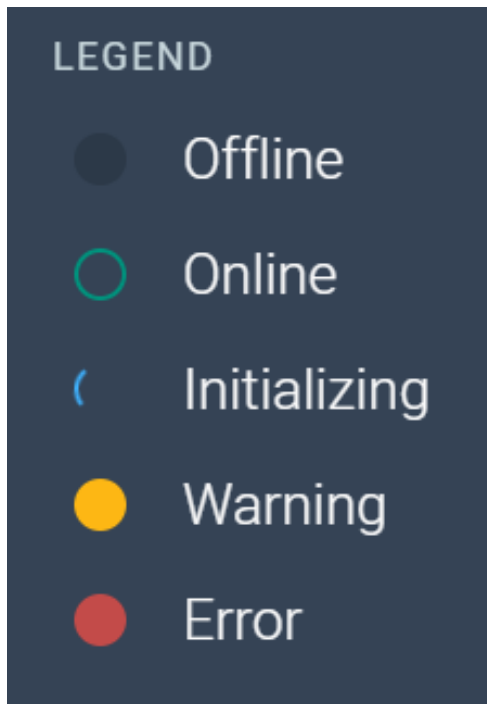 LEGEND
Offline
Online
Initializing
Warning
Error